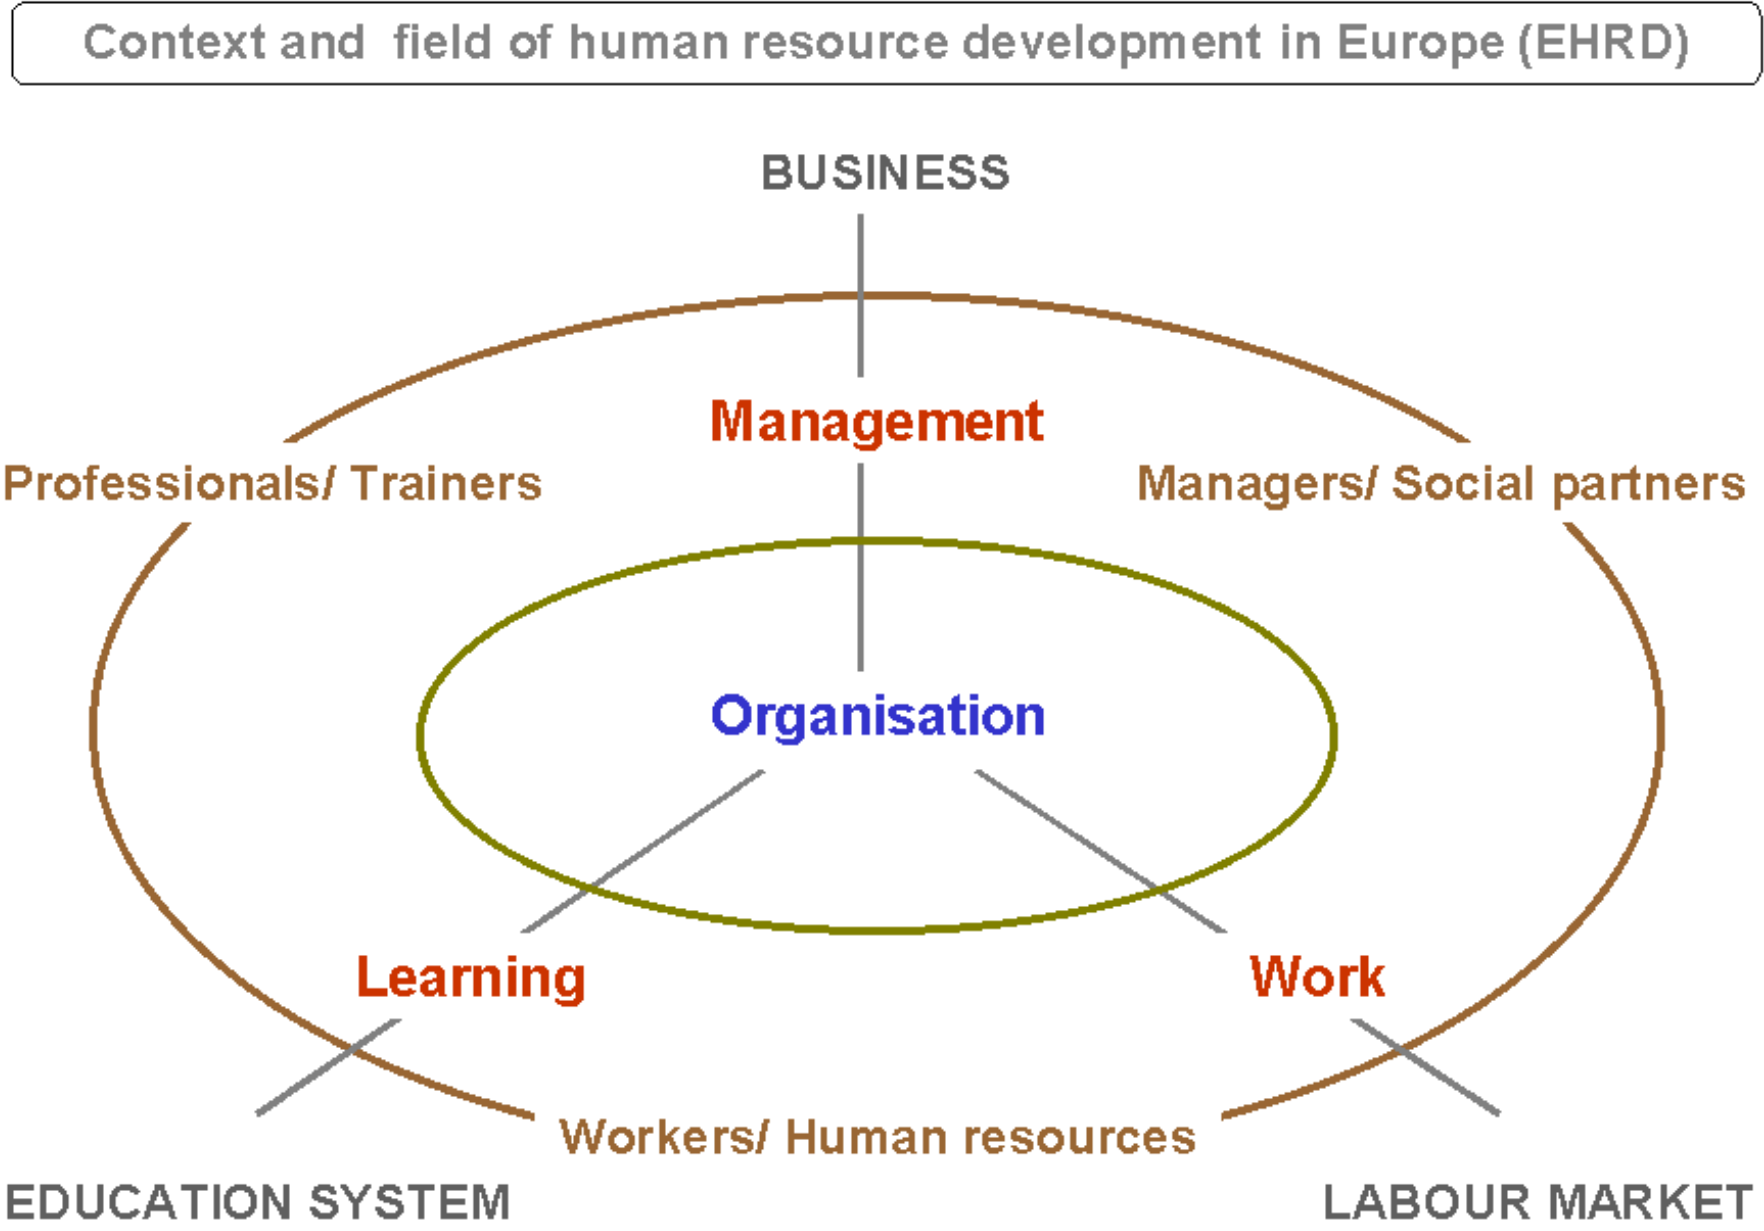 Context and field of human resource development in Europe (EHRD)
BUSINESS
Management
Professionals/ Trainers
Managers/ Social partners
Organisation
Learning
Work
Workers/ Human resources
EDUCATION SYSTEM
LABOUR MARKET